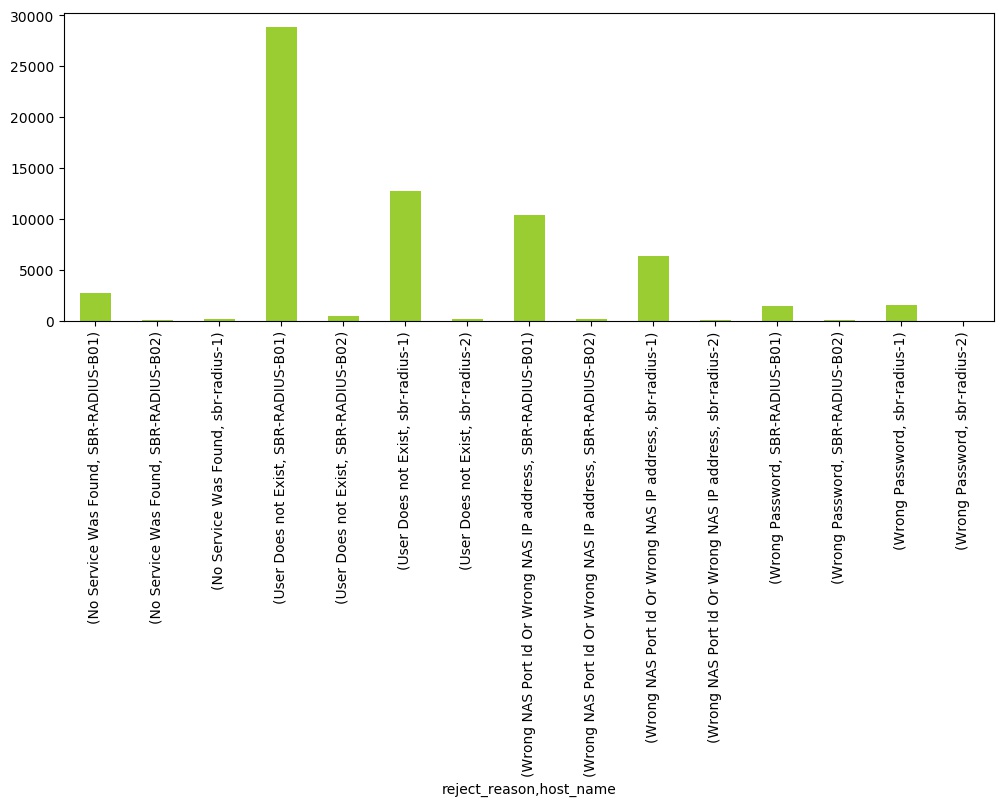 30000
25000
20000
15000
10000
5000
0
(No Service Was Found, SBR-RADIUS-B01)
(No Service Was Found, SBR-RADIUS-B02)
(No Service Was Found, sbr-radius-1)
(User Does not Exist, SBR-RADIUS-B01)
(User Does not Exist, SBR-RADIUS-B02)
(User Does not Exist, sbr-radius-1)
(User Does not Exist, sbr-radius-2)
(Wrong NAS Port Id Or Wrong NAS IP address, SBR-RADIUS-B01)
(Wrong NAS Port Id Or Wrong NAS IP address, SBR-RADIUS-B02)
(Wrong NAS Port Id Or Wrong NAS IP address, sbr-radius-1)
(Wrong NAS Port Id Or Wrong NAS IP address, sbr-radius-2)
(Wrong Password, SBR-RADIUS-B01)
(Wrong Password, SBR-RADIUS-B02)
(Wrong Password, sbr-radius-1)
(Wrong Password, sbr-radius-2)
reject_reason,host_name